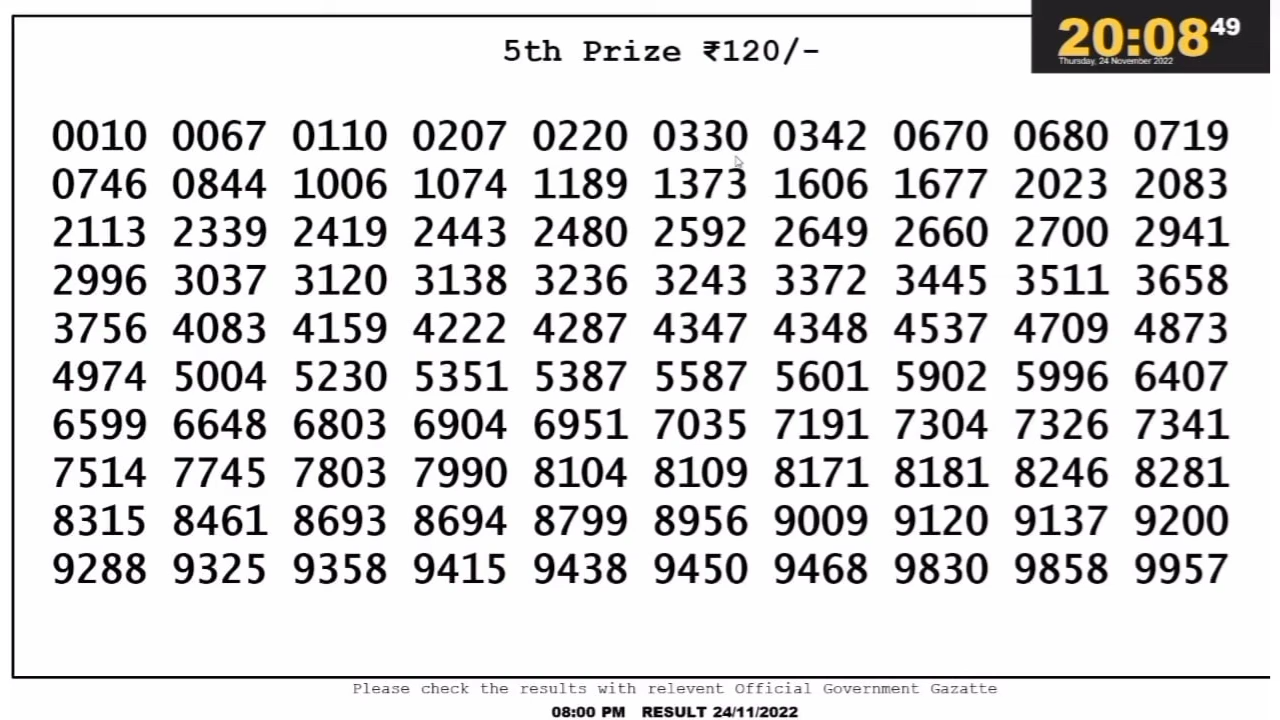 20:08 49
Thursday, 24 November 2022
5th Prize ₹120/-
0010 0067 0110 0207 0220 0330 0342 0670 0680 0719
0746 0844 1006 1074 1189 1373 1606 1677 2023 2083
2113 2339 2419 2443 2480 2592 2649 2660 2700 2941
2996 3037 3120 3138 3236 3243 3372 3445 3511 3658
3756 4083 4159 4222 4287 4347 4348 4537 4709 4873
4974 5004 5230 5351 5387 5587 5601 5902 5996 6407
6599 6648 6803 6904 6951 7035 7191 7304 7326 7341
7514 7745 7803 7990 8104 8109 8171 8181 8246 8281
8315 8461 8693 8694 8799 8956 9009 9120 9137 9200
9288 9325 9358 9415 9438 9450 9468 9830 9858 9957
Please check the results with relevent Official Government Gazatte
08:00 PM RESULT 24/11/2022